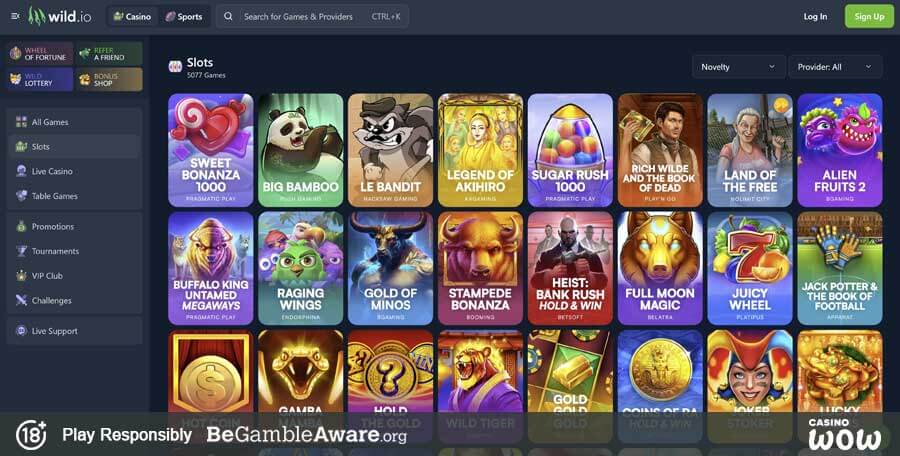 wild.io
Casino
Sports
Search for Games & Providers
CTRL+K
Log In
Sign Up
WHEEL
OF FORTUNE
REFER
A FRIEND
WILD
LOTTERY
BONUS
SHOP
All Games
Slots
Live Casino
Table Games
Promotions
Tournaments
VIP Club
Challenges
Live Support
Slots
5077 Games
Novelty
Provider: All
SWEET
BONANZA
1000
PRAGMATIC PLAY
BIG BAMBOO
PUSH GAMING
LE BANDIT
HACKSAW GAMING
LEGEND OF
AKIHIRO
SUGAR RUSH
1000
PRAGMATIC PLAY
RICH WILDE
AND THE BOOK
OF DEAD
PLAY'N GO
LAND OF
THE FREE
NOLIMIT CITY
ALIEN
FRUITS 2
BGAMING
BUFFALO KING
UNTAMED
MEGAWAYS
PRAGMATIC PLAY
RAGING
WINGS
ENDORPHINA
GOLD OF
MINOS
BGAMING
STAMPEDE
BONANZA
BOOMING
HEIST:
BANK RUSH
HOLD & WIN
BETSOFT
FULL MOON
MAGIC
BELATRA
JUICY
WHEEL
PLATIPUS
JACK POTTER &
THE BOOK OF
FOOTBALL
APPARAT
HOT COIN
GAMBA
MAMBA
HOLD
THE GOLD
WILD TIGER
GOLD
GOLD
GOLD
COINS OF RA
HOLD & WIN
JOKER
STOKER
LUCKY
18+
Play Responsibly
BeGambleAware.org
CASINO
WOW